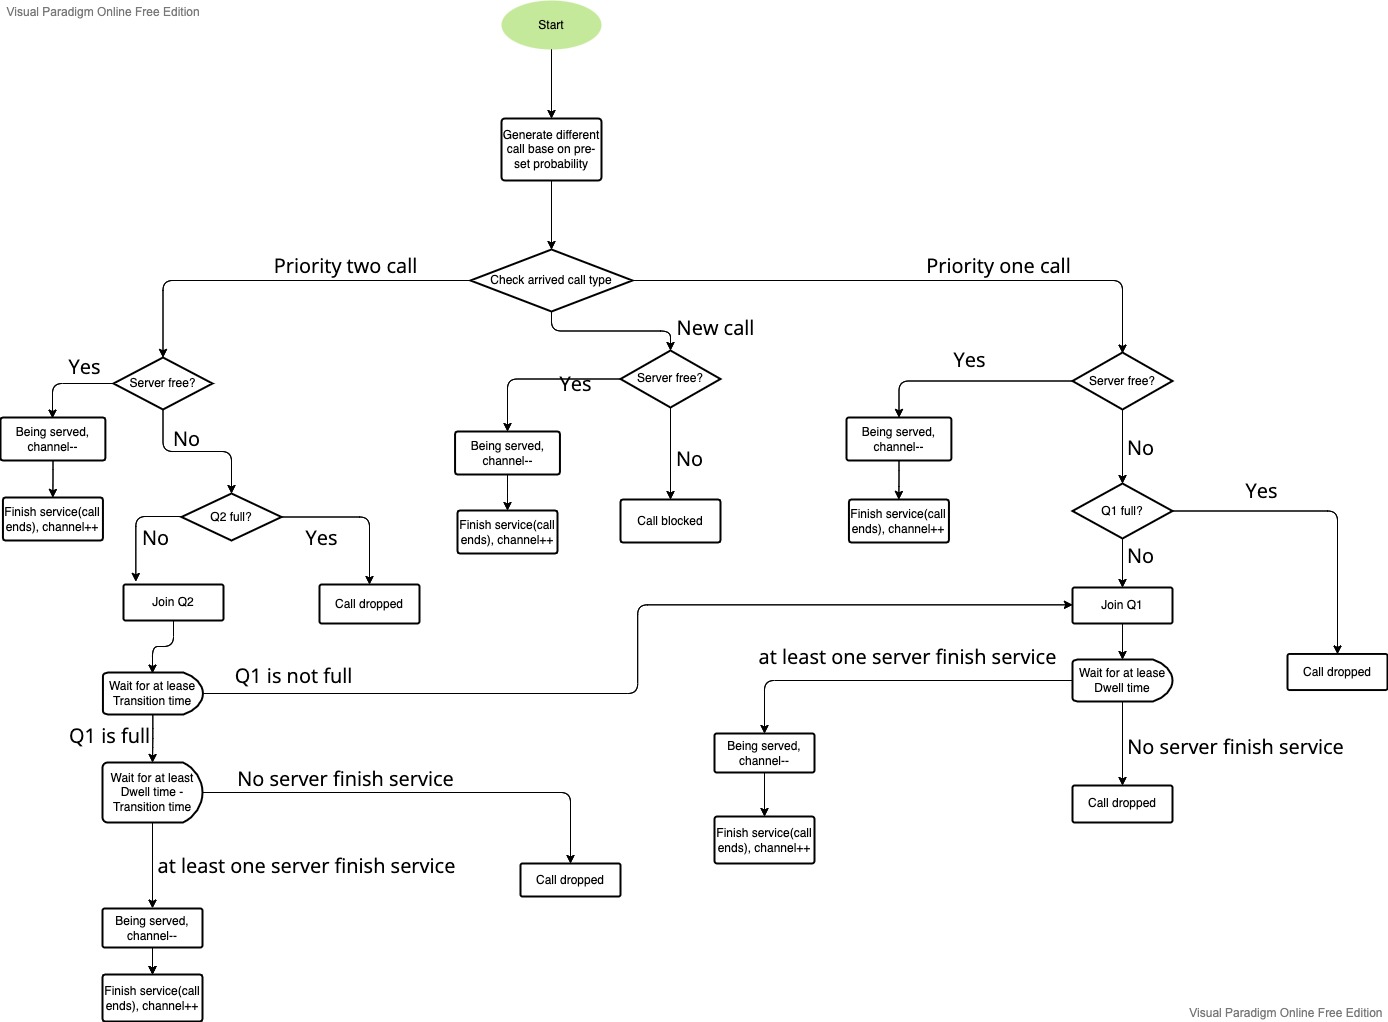 Visual Paradigm Online Free Edition
Start
Generate different
call base on pre-
set probability
Priority two call
Check arrived call type
Priority one call
New call
Yes
Server free?
Yes
Server free?
Yes
Server free?
Being served,
channel--
No
Being served,
channel--
No
Being served,
channel--
No
Finish service(call
ends), channel++
Q2 full?
Finish service(call
ends), channel++
Call blocked
Finish service(call
ends), channel++
Q1 full?
Yes
No
Yes
No
Join Q2
Call dropped
Join Q1
at least one server finish service
Wait for at lease
Dwell time
Call dropped
Wait for at lease
Transition time
Q1 is not full
Q1 is full
Being served,
channel--
No server finish service
Wait for at least
Dwell time -
Transition time
No server finish service
Call dropped
Finish service(call
ends), channel++
at least one server finish service
Call dropped
Being served,
channel--
Finish service(call
ends), channel++
Visual Paradigm Online Free Edition